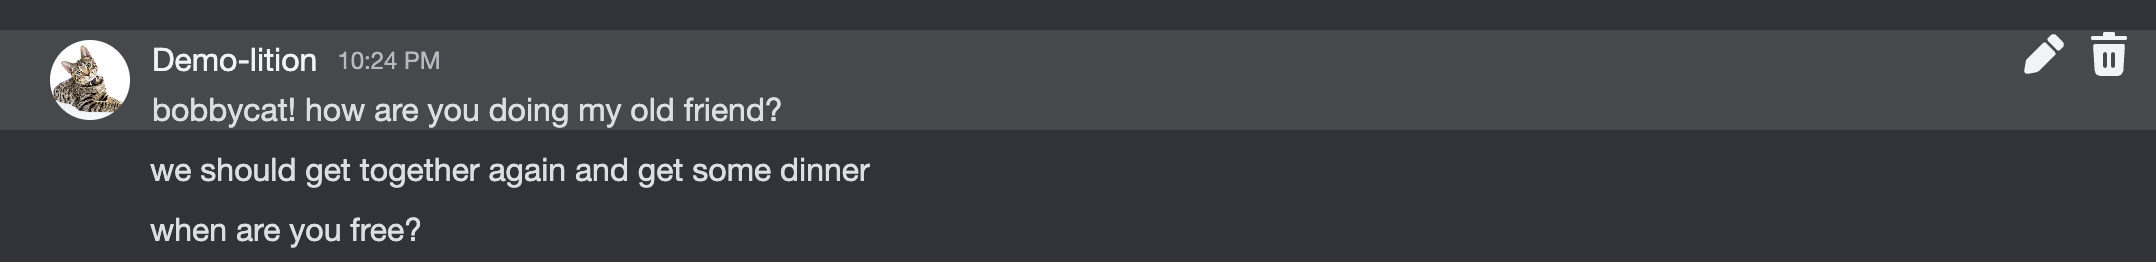 Demo-lition 10:24 PM
bobbycat! how are you doing my old friend?
we should get together again and get some dinner
when are you free?